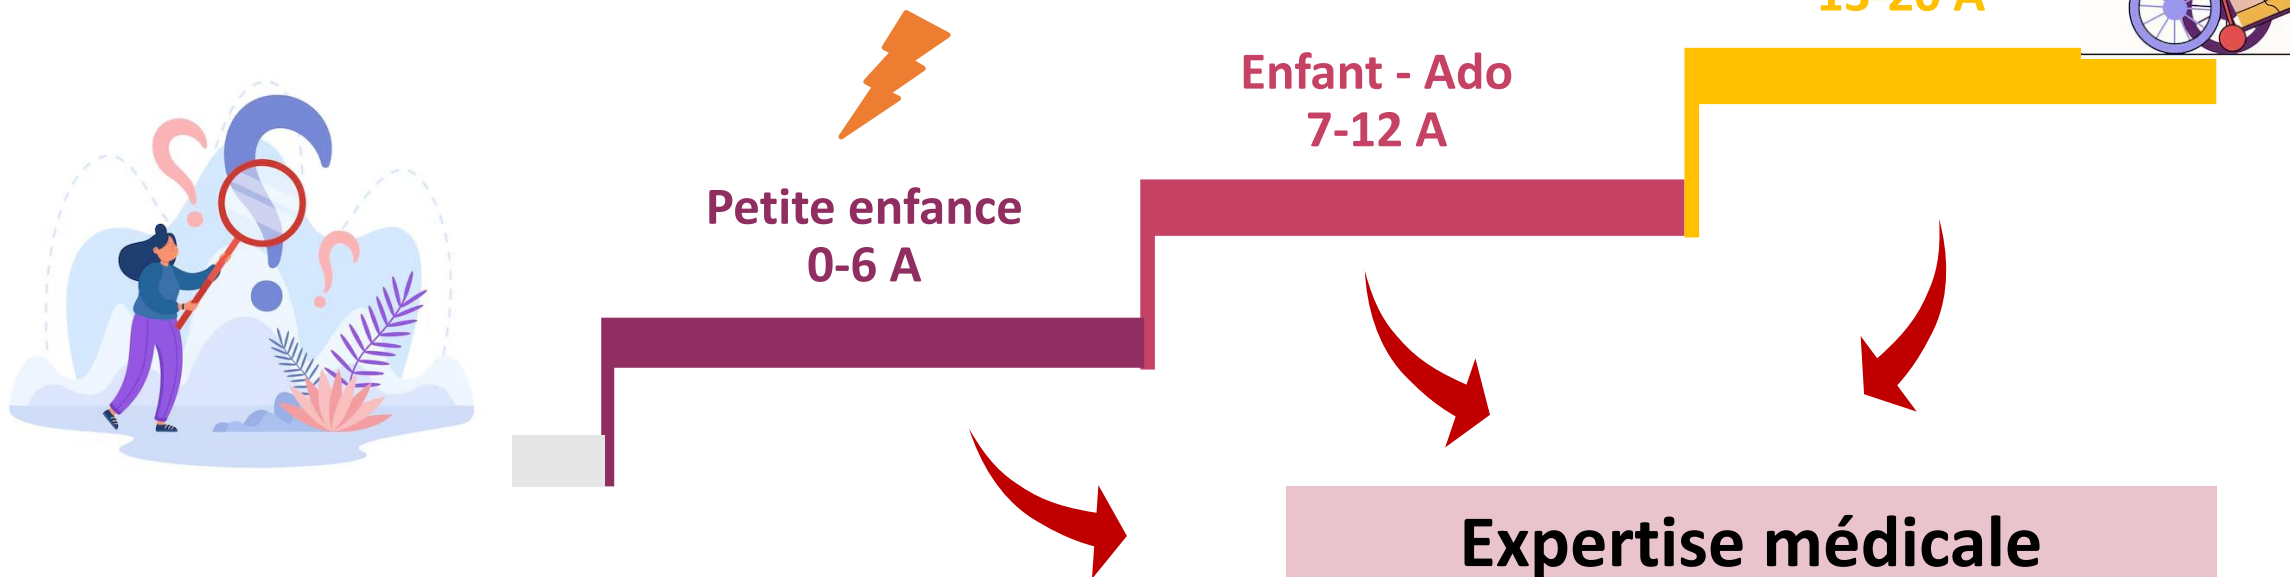 Enfant - Ado
7-12 A
Petite enfance
0-6 A
Expertise médicale